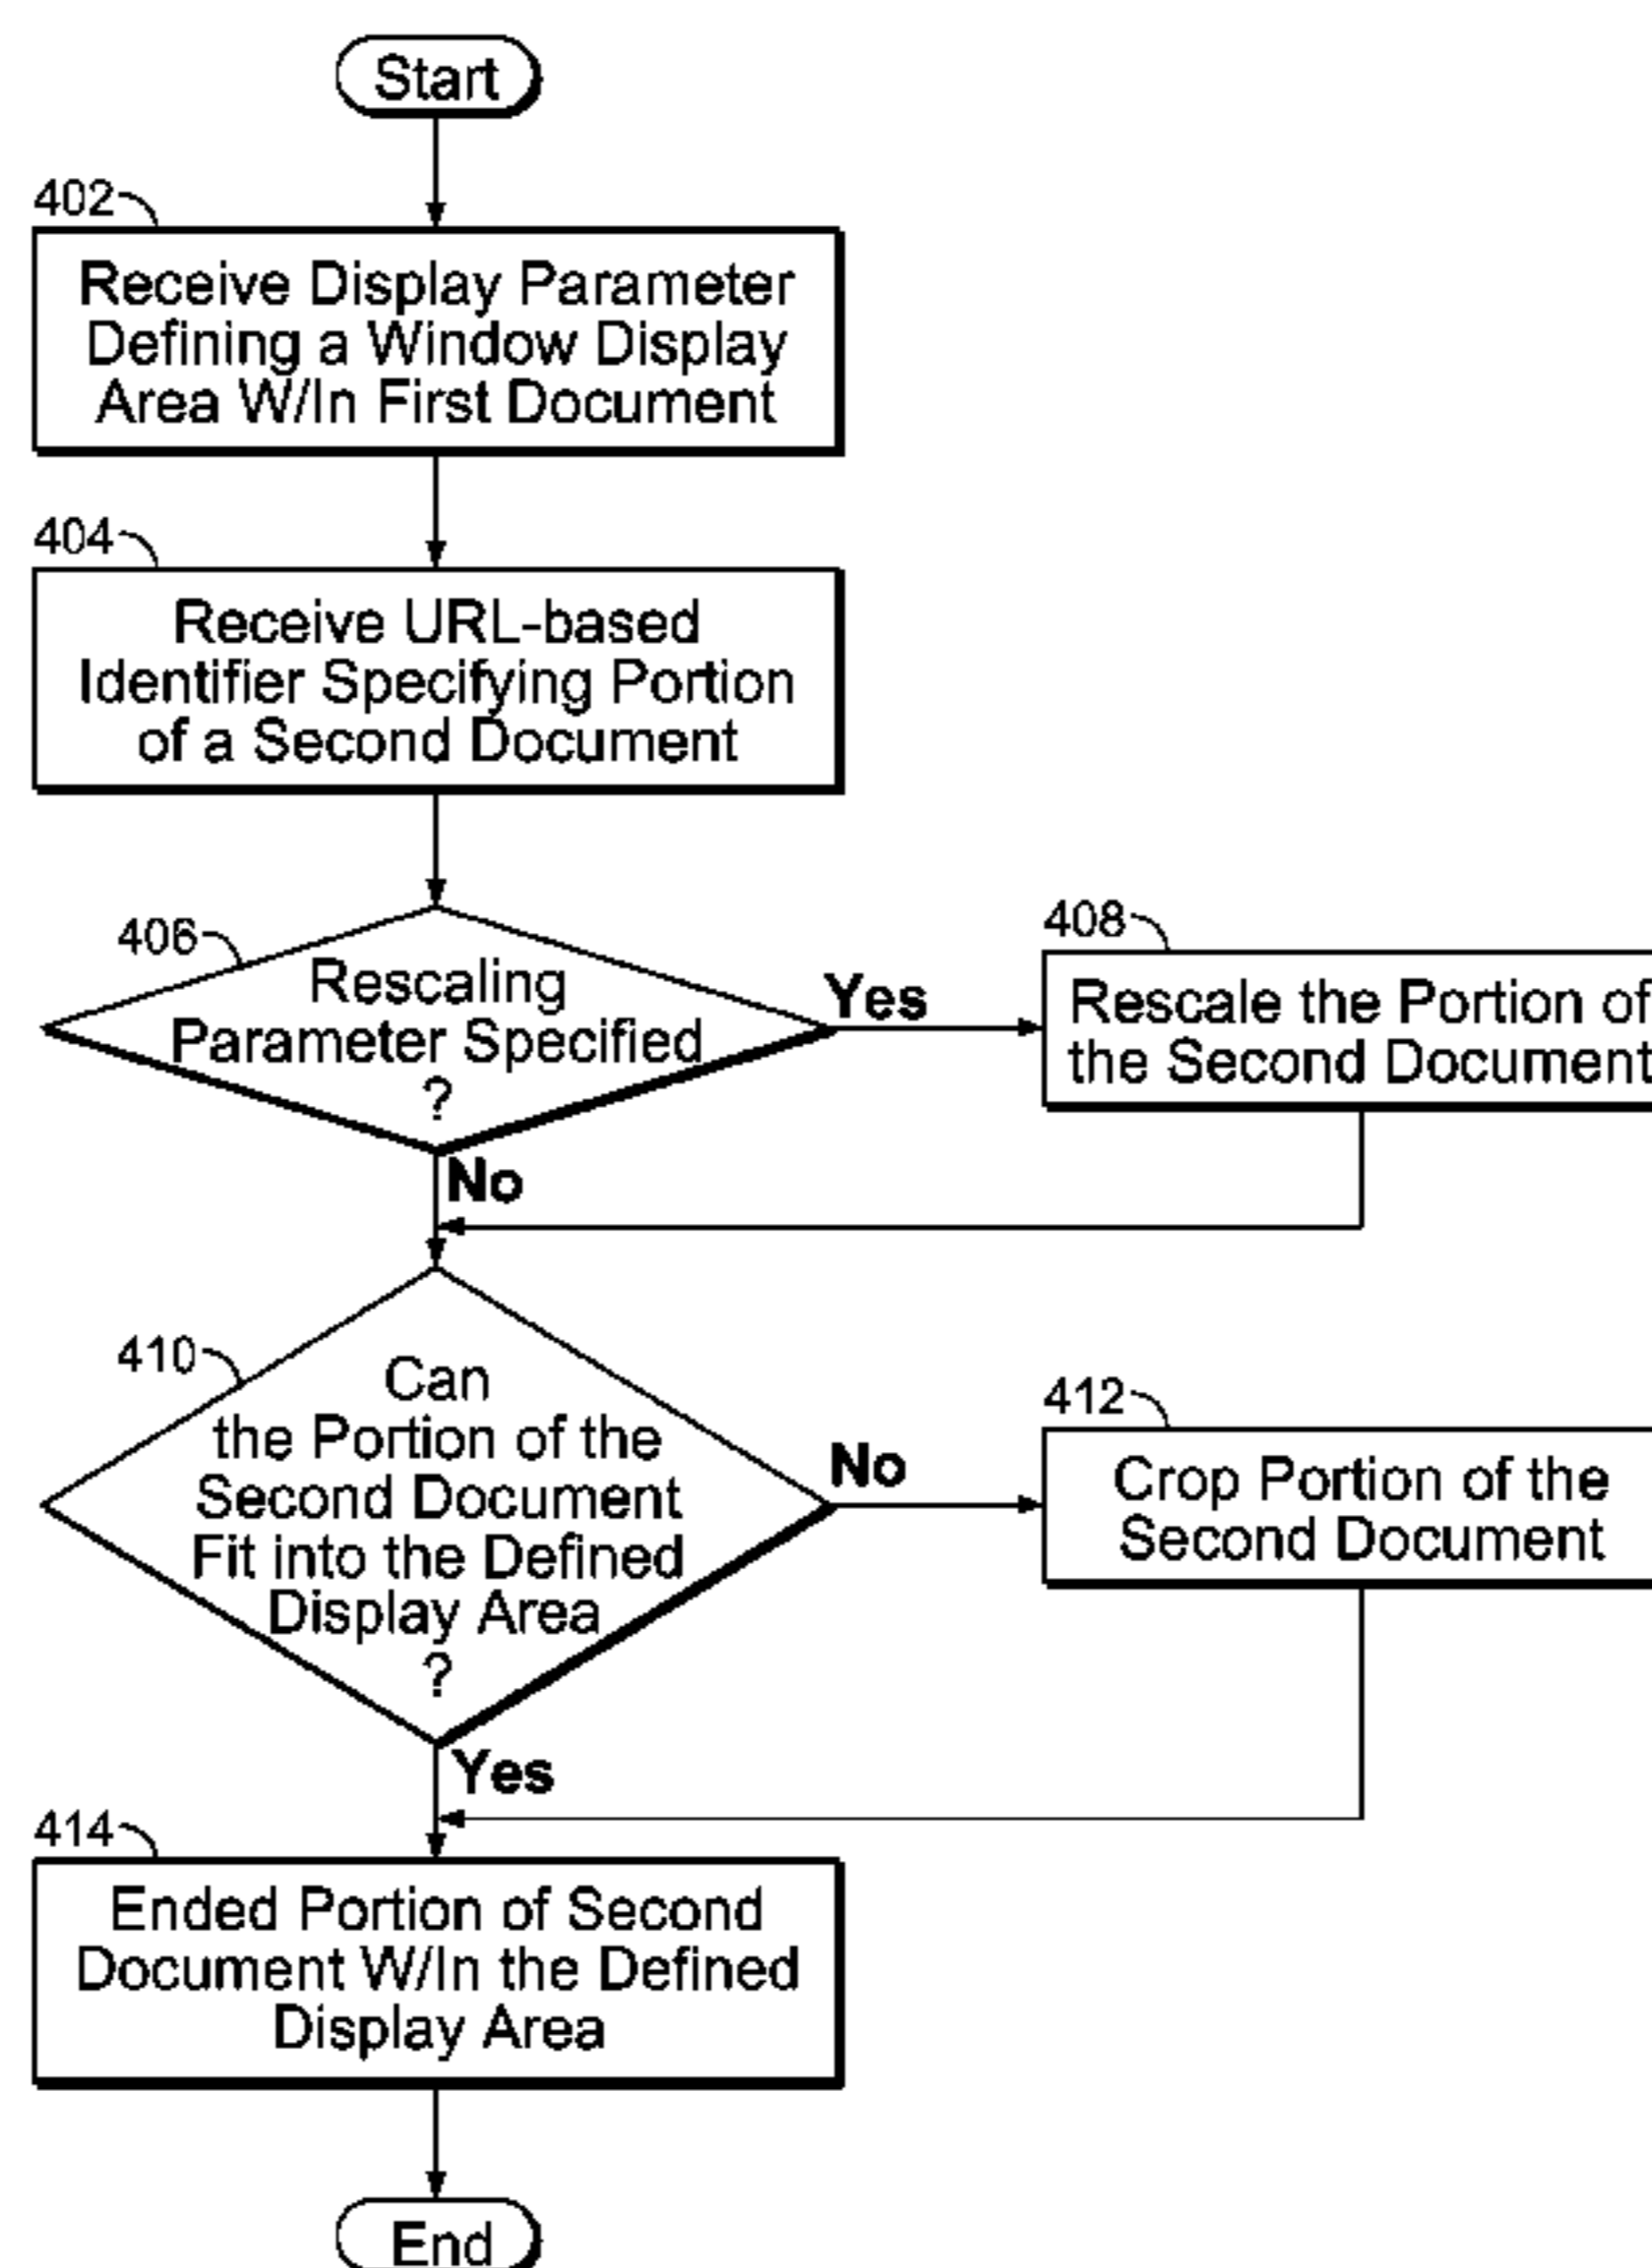 Start
402
Receive Display Parameter
Defining a Window Display
Area W/In First Document
404
Receive URL-based
Identifier Specifying Portion
of a Second Document
406
Rescaling
Parameter Specified
?
Yes
408
Rescale the Portion of
the Second Document
No
410
Can
the Portion of the
Second Document
Fit into the Defined
Display Area
?
No
412
Crop Portion of the
Second Document
Yes
414
Ended Portion of Second
Document W/In the Defined
Display Area
End